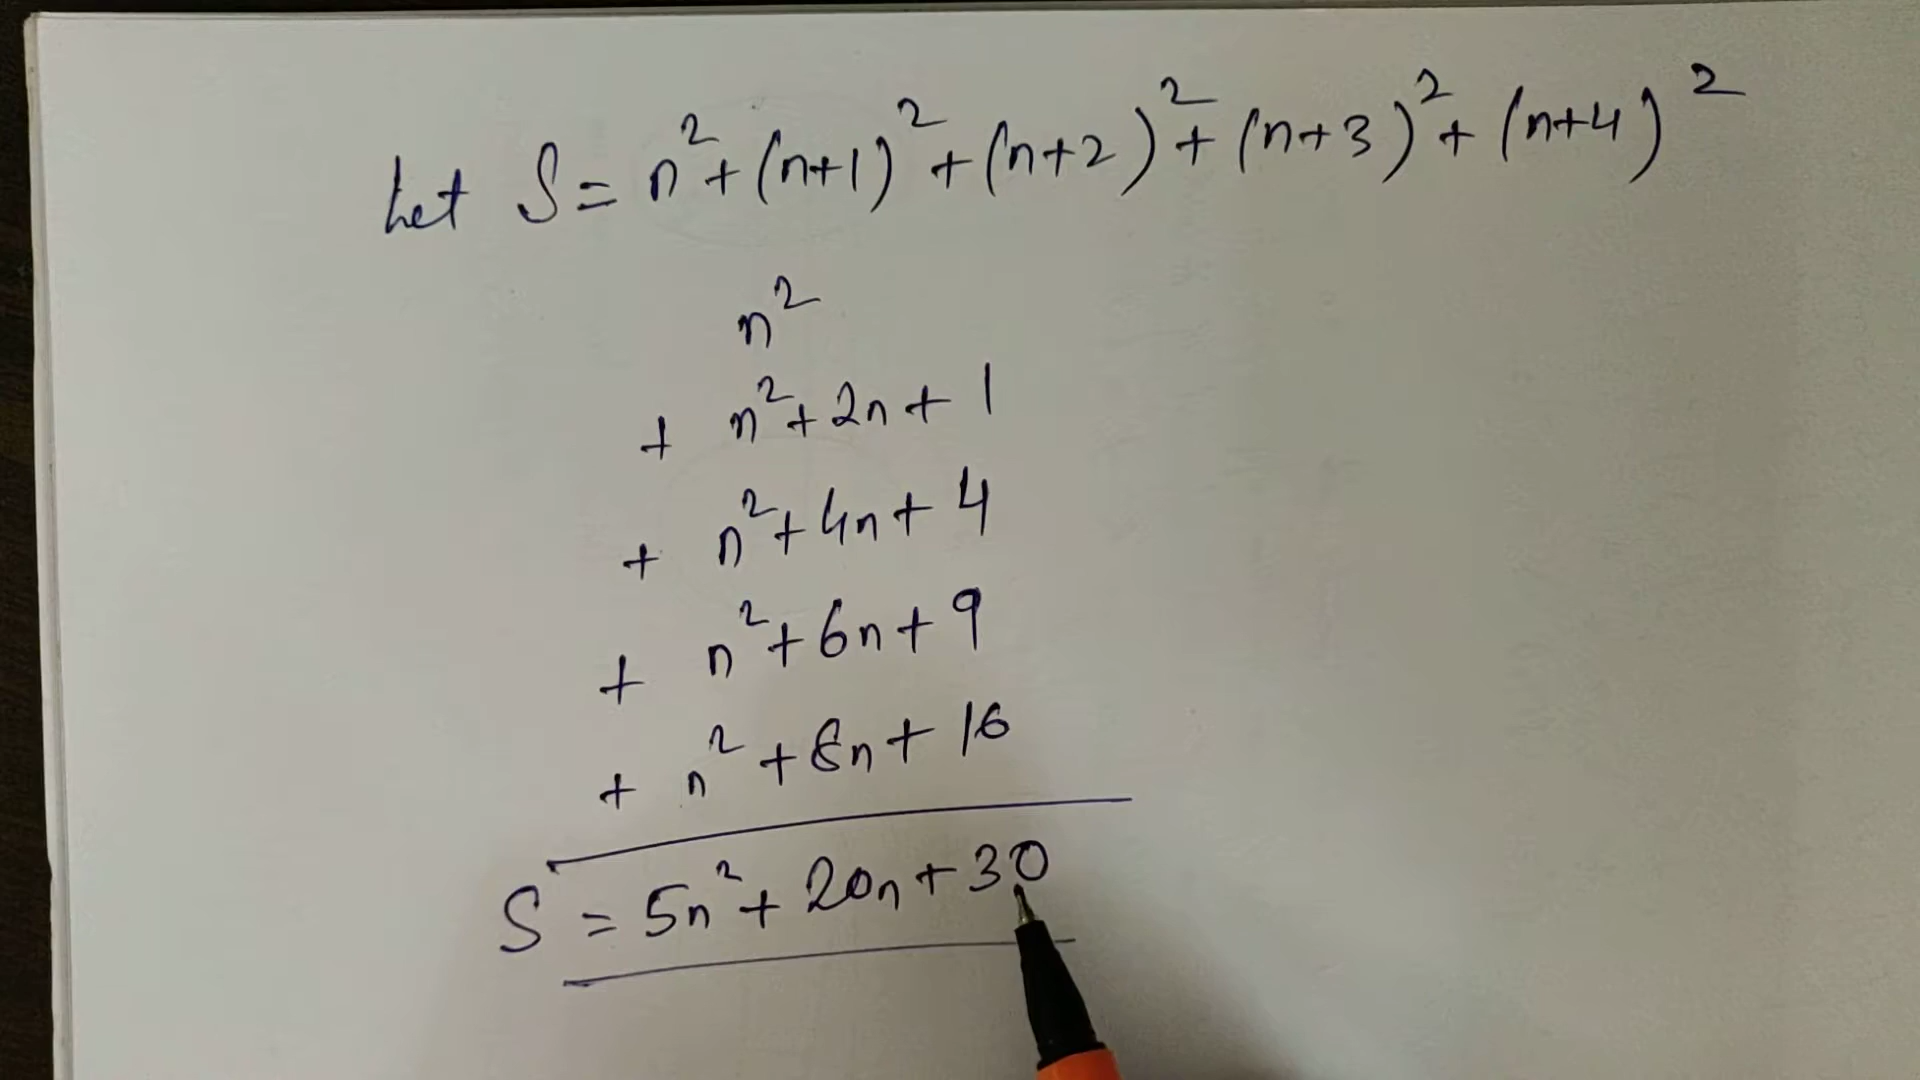 Let S = n² + (n+1)² + (n+2)² + (n+3)² + (n+4)²
n²
+ n² + 2n + 1
+ n² + 4n + 4
+ n² + 6n + 9
+ n² + 8n + 16
S = 5n² + 20n + 30